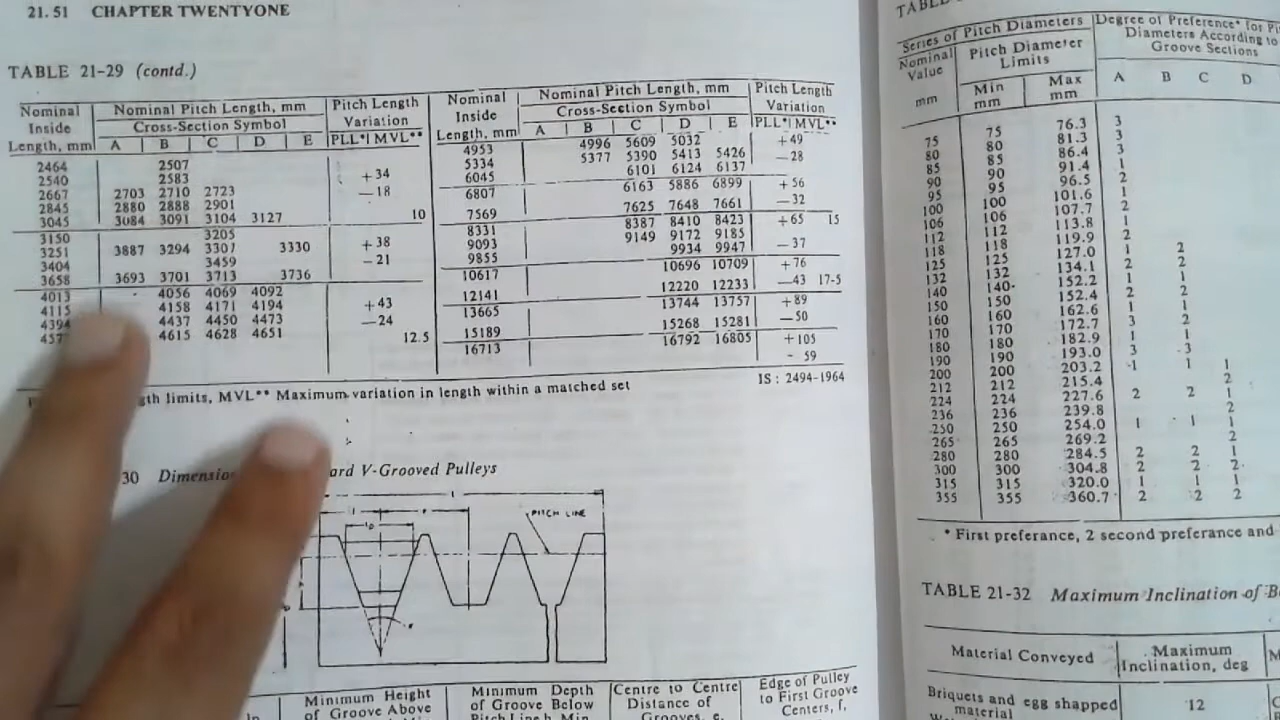 21.51 CHAPTER TWENTYONE
TABLE 21-29 (contd.)
Nominal Inside Length, mm | Nominal Pitch Length, mm | Pitch Length Variation
Cross-Section Symbol
A | B | C | D | E | PLL* | MVL**
2464 2507
2540 2583 +34
2667 2703 2710 2723 —18
2845 2880 2888 2901
3045 3084 3091 3104 3127 10
3150 3205
3251 3887 3294 3307 3330 +38
3404 3459 —21
3658 3693 3701 3713 3736
4013 4056 4069 4092
4115 4158 4171 4194 +43
4394 4437 4450 4473 —24
4615 4628 4651 12.5
Nominal Inside Length, mm | Nominal Pitch Length, mm | Pitch Length Variation
Cross-Section Symbol
A | B | C | D | E | PLL* | MVL**
4953 4996 5609 5032 +49
5334 5377 5390 5413 5426 —28
6045 6101 6124 6137
6807 6163 5886 6899 +56
—32
7569 7625 7648 7661
8331 8387 8410 8423 +65 15
9093 9149 9172 9185
9855 9934 9947 —37
10617 10696 10709 +76
12141 12220 12233 —43 17-5
13665 13744 13757 +89
—50
15189 15268 15281
16713 16792 16805 +105
- 59
IS : 2494-1964
gth limits, MVL** Maximum variation in length within a matched set
30 Dimension ard V-Grooved Pulleys
PITCH LINE
Minimum Height of Groove Above
Minimum Depth of Groove Below Pitch Line h, Min
Centre to Centre Distance of Grooves, e,
Edge of Pulley to First Groove Centers, f,
TABLE
Series of Pitch Diameters | Degree of Preference* for Pi
Diameters According to
Groove Sections
Nominal Value mm | Pitch Diameter Limits
Min mm | Max mm | A B C D
75 75 76.3 3
80 80 81.3 3
85 85 86.4 3
90 90 91.4 1
95 95 96.5 2
100 100 101.6 1
106 106 107.7 2
112 112 113.8 1
118 118 119.9 2
125 125 127.0 1 2
132 132 134.1 2 2
140 140 152.2 1 1
150 150 152.4 2 2
160 160 162.6 1 1
170 170 172.7 3 2
180 180 182.9 1 1
190 190 193.0 3 3
200 200 203.2 1 1 1
212 212 215.4 2
224 224 227.6 2 2 1
236 236 239.8 2
250 250 254.0 1 1 1
265 265 269.2 2
280 280 284.5 2 2 1
300 300 304.8 2 2 2
315 315 320.0 1 1 1
355 355 360.7 2 2 2
* First preferance, 2 second preferance and
TABLE 21-32 Maximum Inclination of B
Material Conveyed | Maximum Inclination, deg | M
Briquets and egg shapped material 12